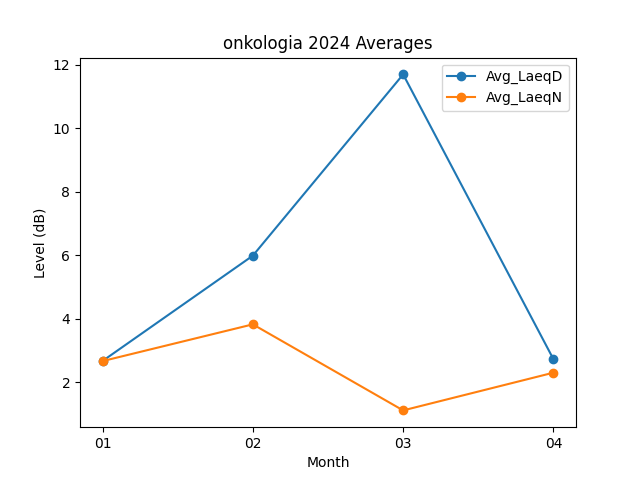 onkologia 2024 Averages
Avg_LaeqD
Avg_LaeqN
12
10
8
6
4
2
Level (dB)
01 02 03 04
Month